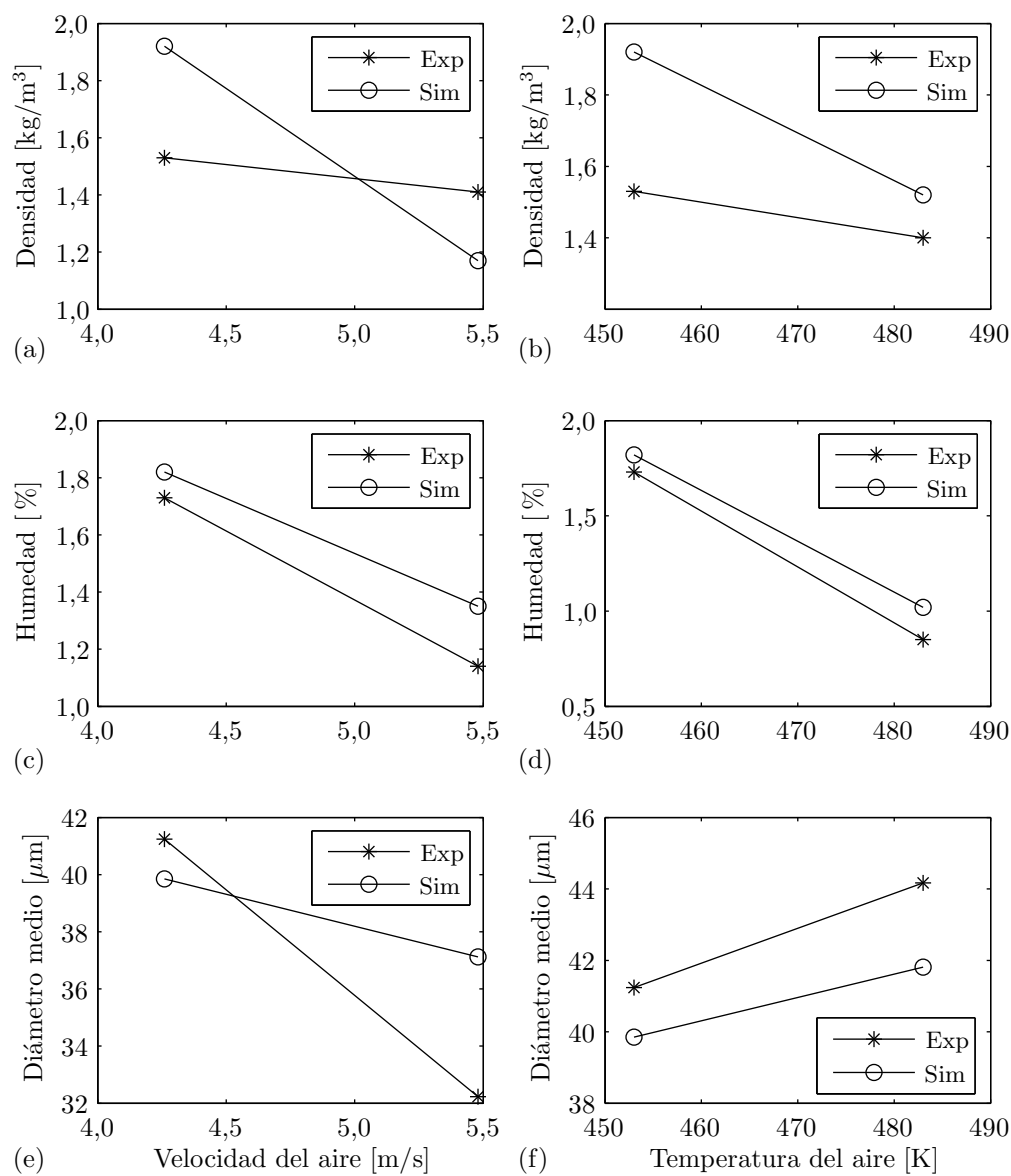 2,0
1,8
1,6
1,4
1,2
1,0
Densidad [kg/m³]
4,0 4,5 5,0 5,5
Exp
Sim
(a)
2,0
1,8
1,6
1,4
Densidad [kg/m³]
450 460 470 480 490
Exp
Sim
(b)
2,0
1,8
1,6
1,4
1,2
1,0
Humedad [ %]
4,0 4,5 5,0 5,5
Exp
Sim
(c)
2,0
1,5
1,0
0,5
Humedad [ %]
450 460 470 480 490
Exp
Sim
(d)
42
40
38
36
34
32
Diámetro medio [μm]
4,0 4,5 5,0 5,5
Exp
Sim
(e) Velocidad del aire [m/s]
46
44
42
40
38
Diámetro medio [μm]
450 460 470 480 490
Exp
Sim
(f) Temperatura del aire [K]